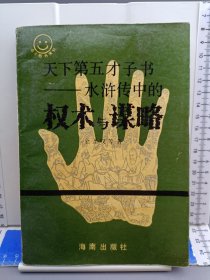 天下第五才子书
——水浒传中的
权术与谋略
海南出版社